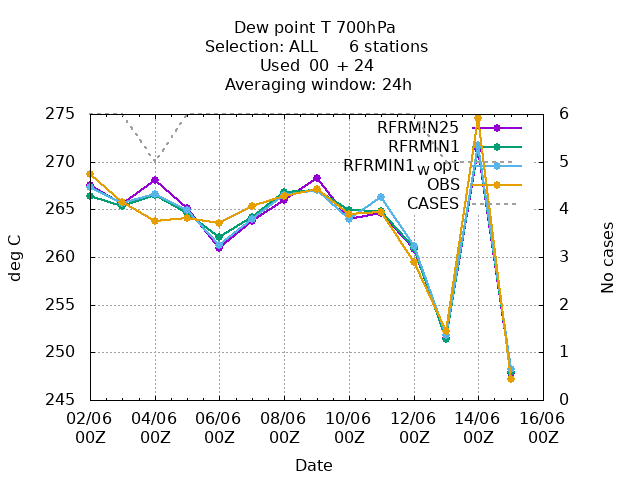 Dew point T 700hPa
Selection: ALL 6 stations
Used 00 + 24
Averaging window: 24h
275 6
RFRMIN25
RFRMIN1
270 5
RFRMIN1w opt
OBS
CASES
265 4
260 3
255 2
250 1
245 0
deg C
No cases
02/06 04/06 06/06 08/06 10/06 12/06 14/06 16/06
00Z 00Z 00Z 00Z 00Z 00Z 00Z 00Z
Date